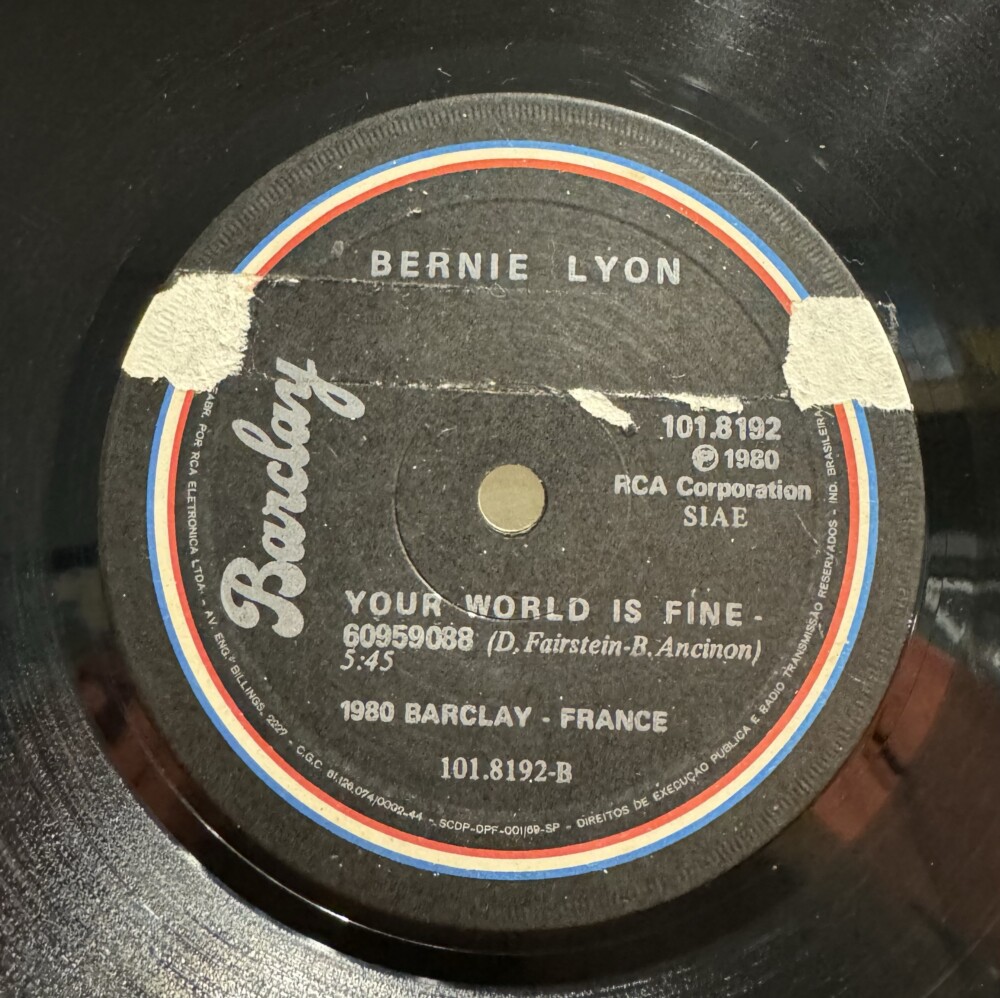 BERNIE LYON
Barclay
101.8192
℗ 1980
RCA Corporation
SIAE
YOUR WORLD IS FINE -
60959088 (D. Fairstein-B. Ancinon)
5:45
1980 BARCLAY - FRANCE
101.8192-B
FABR. POR RCA ELETRONICA LTDA. - AV. ENG.º BILLINGS, 2227 - C.G.C. 61.126.074/0002-44 - SCDP-DPF-001/69-SP - DIREITOS DE EXECUÇÃO PUBLICA E RADIO TRANSMISSÃO RESERVADOS - IND. BRASILEIRA